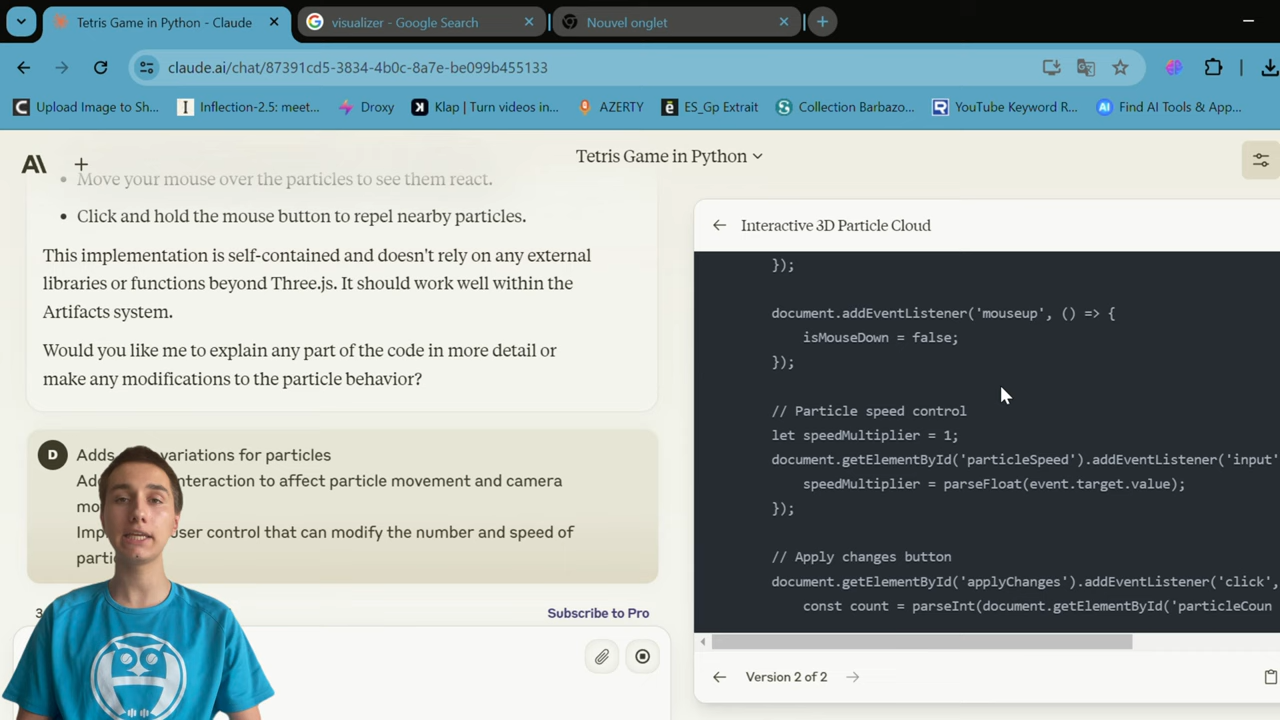 Tetris Game in Python - Claude
visualizer - Google Search
Nouvel onglet
claude.ai/chat/87391cd5-3834-4b0c-8a7e-be099b455133
Upload Image to Sh...
Inflection-2.5: meet...
Droxy
Klap | Turn videos in...
AZERTY
ES_Gp Extrait
Collection Barbazo...
YouTube Keyword R...
Find AI Tools & App...
Tetris Game in Python
Move your mouse over the particles to see them react.
Click and hold the mouse button to repel nearby particles.
This implementation is self-contained and doesn't rely on any external
libraries or functions beyond Three.js. It should work well within the
Artifacts system.
Would you like me to explain any part of the code in more detail or
make any modifications to the particle behavior?
D
Adds variations for particles
interaction to affect particle movement and camera
user control that can modify the number and speed of
3
Subscribe to Pro
Interactive 3D Particle Cloud
});
document.addEventListener('mouseup', () => {
isMouseDown = false;
});
// Particle speed control
let speedMultiplier = 1;
document.getElementById('particleSpeed').addEventListener('input'
speedMultiplier = parseFloat(event.target.value);
});
// Apply changes button
document.getElementById('applyChanges').addEventListener('click',
const count = parseInt(document.getElementById('particleCoun
Version 2 of 2